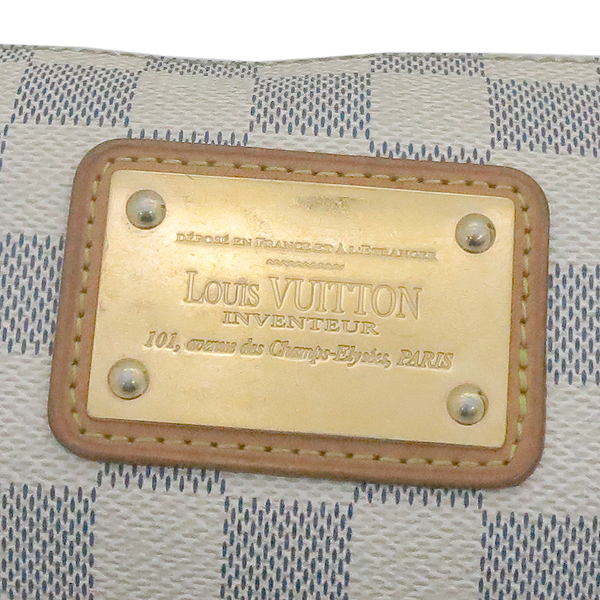 DÉPOSÉ EN FRANCE ET A L'ETRANGER
LOUIS VUITTON
INVENTEUR
101, avenue des Champs-Elysées, PARIS